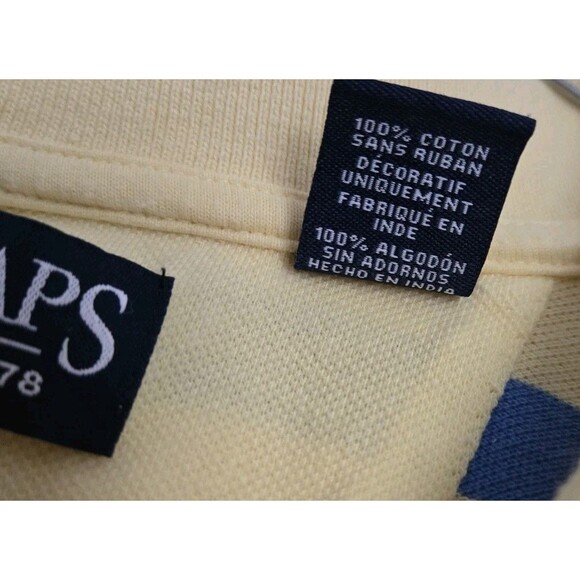 APS
78
100% COTON
SANS RUBAN
DÉCORATIF
UNIQUEMENT
FABRIQUÉ EN
INDE
100% ALGODÓN
SIN ADORNOS
HECHO EN INDIA